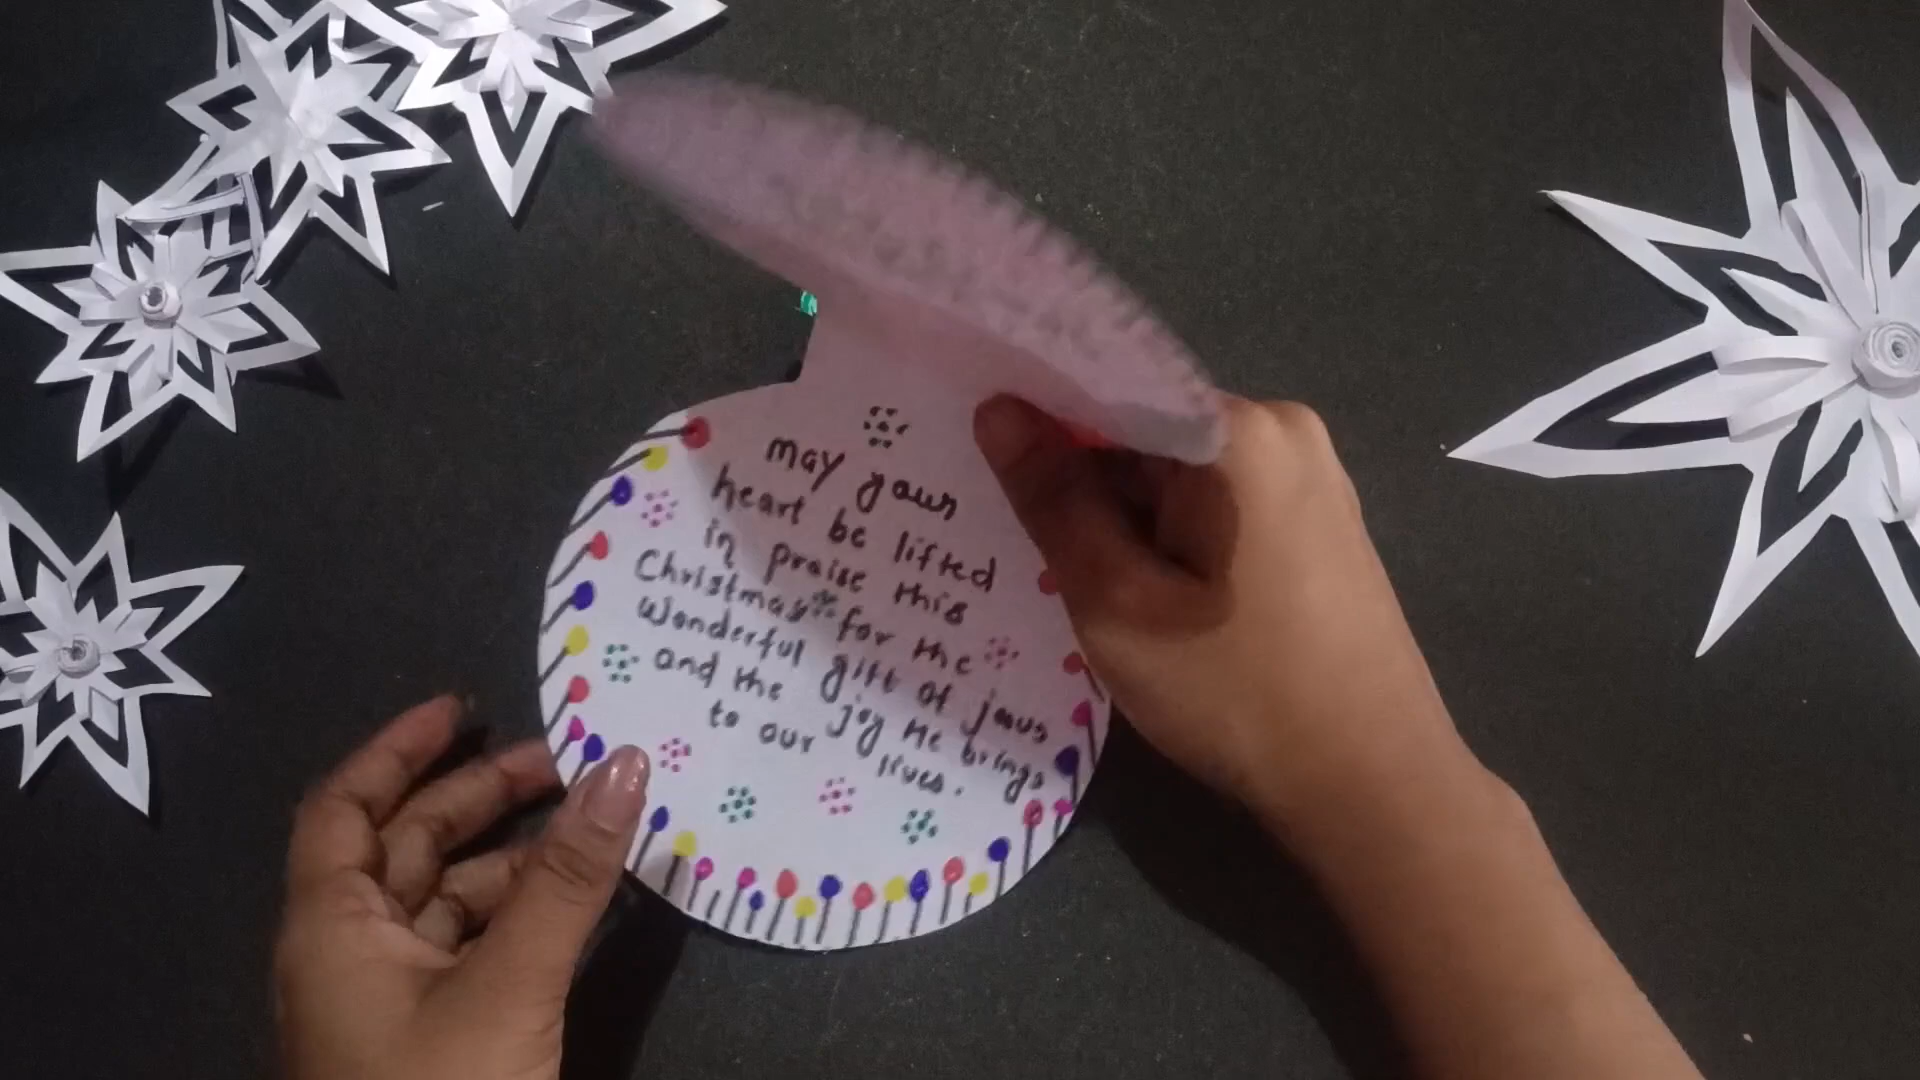 May your
heart be lifted
in praise this
Christmas for the
Wonderful gift of jesus
and the joy He brings
to our lives.